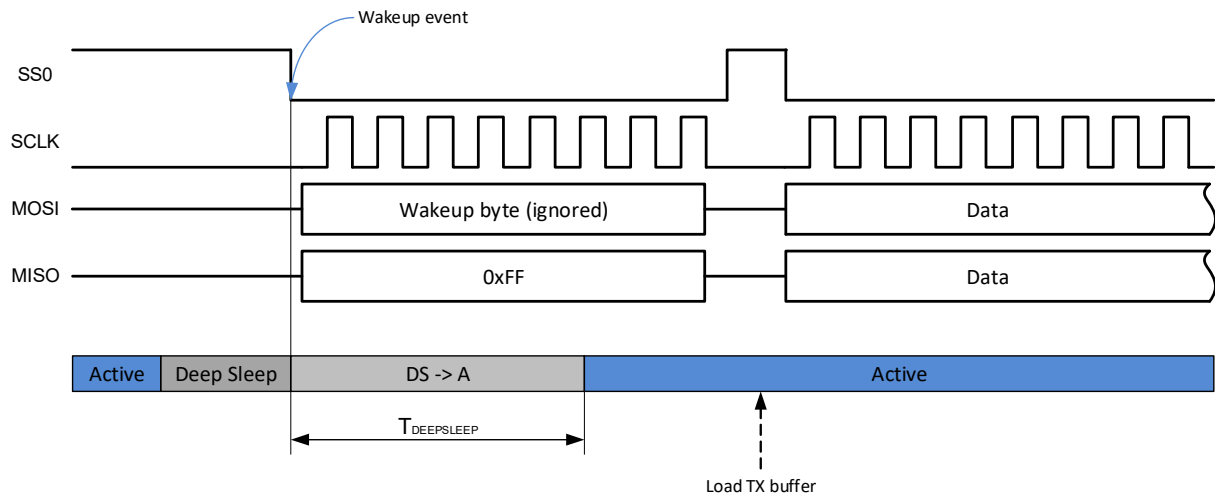 Wakeup event
SS0
SCLK
MOSI
Wakeup byte (ignored)
Data
MISO
0xFF
Data
Active
Deep Sleep
DS -> A
Active
TDEEPSLEEP
Load TX buffer